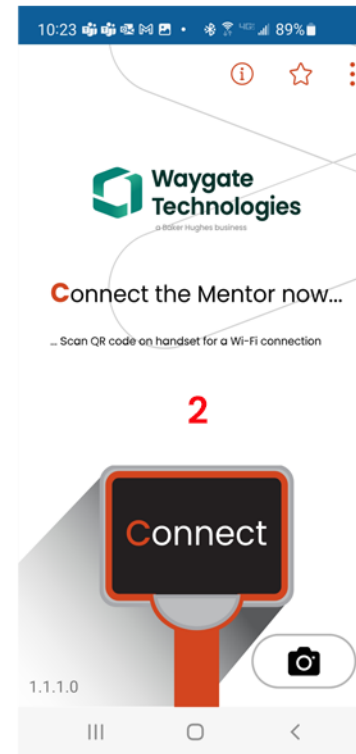 10:23 4GE 89%
Waygate
Technologies
a Baker Hughes business
Connect the Mentor now...
... Scan QR code on handset for a Wi-Fi connection
2
Connect
1.1.1.0